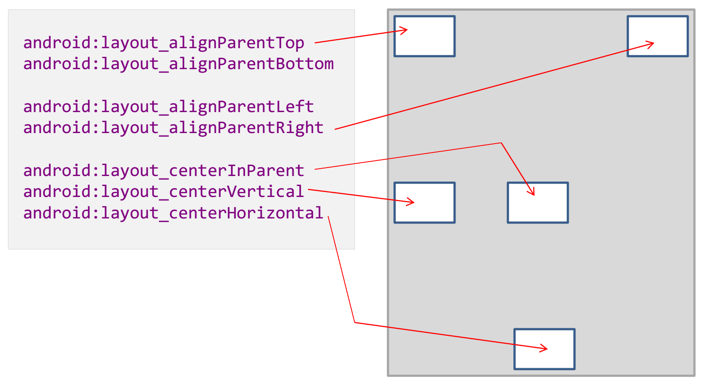 android:layout_alignParentTop
android:layout_alignParentBottom
android:layout_alignParentLeft
android:layout_alignParentRight
android:layout_centerInParent
android:layout_centerVertical
android:layout_centerHorizontal